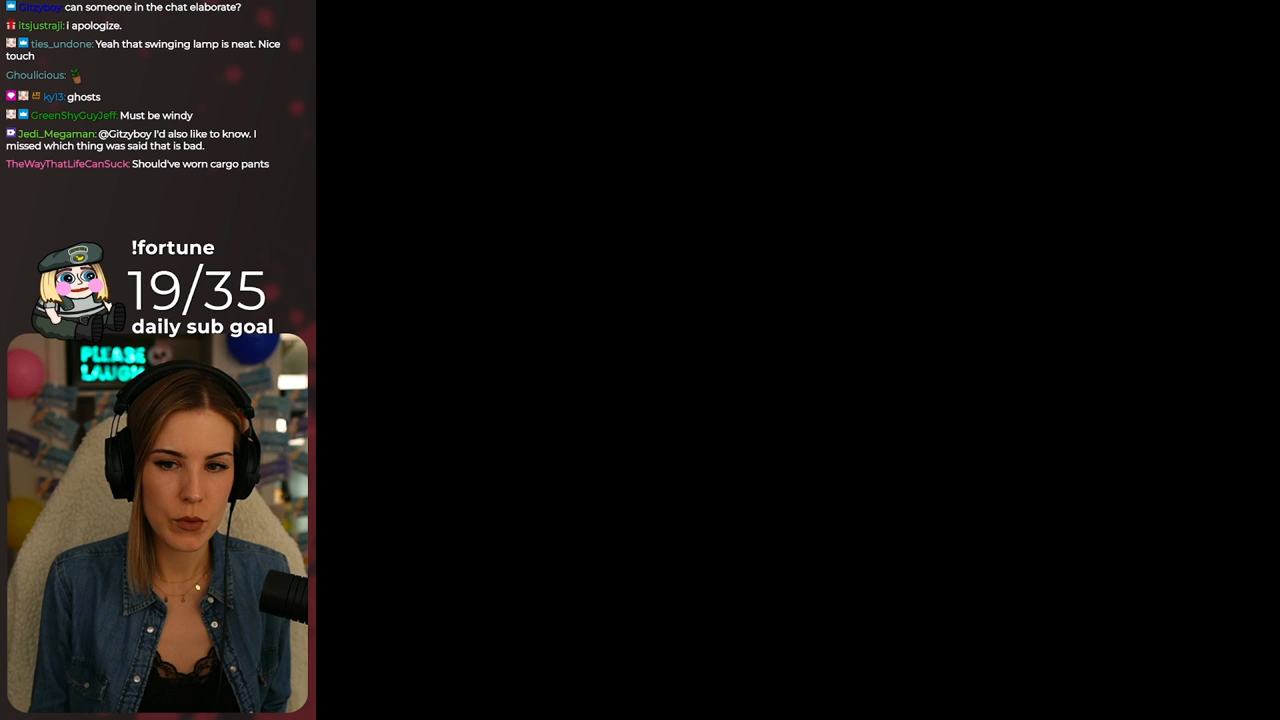 Gitzyboy: can someone in the chat elaborate?
itsjustraji: i apologize.
ties_undone: Yeah that swinging lamp is neat. Nice
touch
Ghoulicious:
ky13: ghosts
GreenShyGuyJeff: Must be windy
Jedi_Megaman: @Gitzyboy I'd also like to know. I
missed which thing was said that is bad.
TheWayThatLifeCanSuck: Should've worn cargo pants
!fortune
19/35
daily sub goal
PLEASE
LAUGH